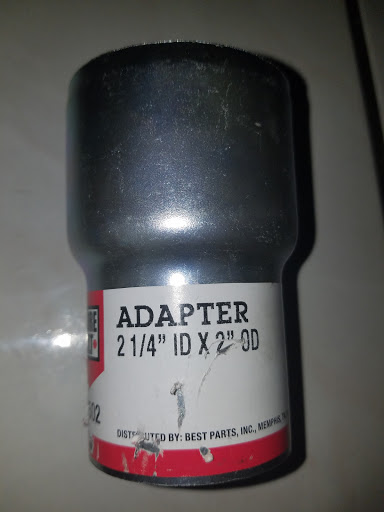 ADAPTER
2 1/4" ID X 2" OD
DISTRIBUTED BY: BEST PARTS, INC., MEMPHIS,